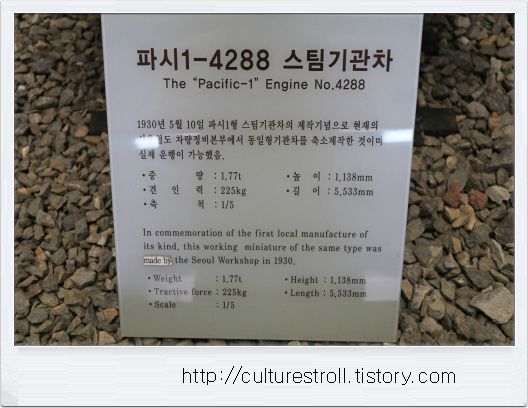 파시1-4288 스팀기관차
The "Pacific-1" Engine No.4288
1930년 5월 10일 파시1형 스팀기관차의 제작기념으로 현재의
차량정비본부에서 동일형기관차를 축소제작한 것이며
실제 운행이 가능했음.
·중 량 : 1.77t ·높 이 : 1,138mm
·견 인 력 : 225kg ·길 이 : 5,533mm
·축 척 : 1/5
In commemoration of the first local manufacture of
its kind, this working miniature of the same type was
made by the Seoul Workshop in 1930.
·Weight : 1.77t ·Height : 1,138mm
·Tractive force : 225kg ·Length : 5,533mm
·Scale : 1/5
http://culturestroll.tistory.com